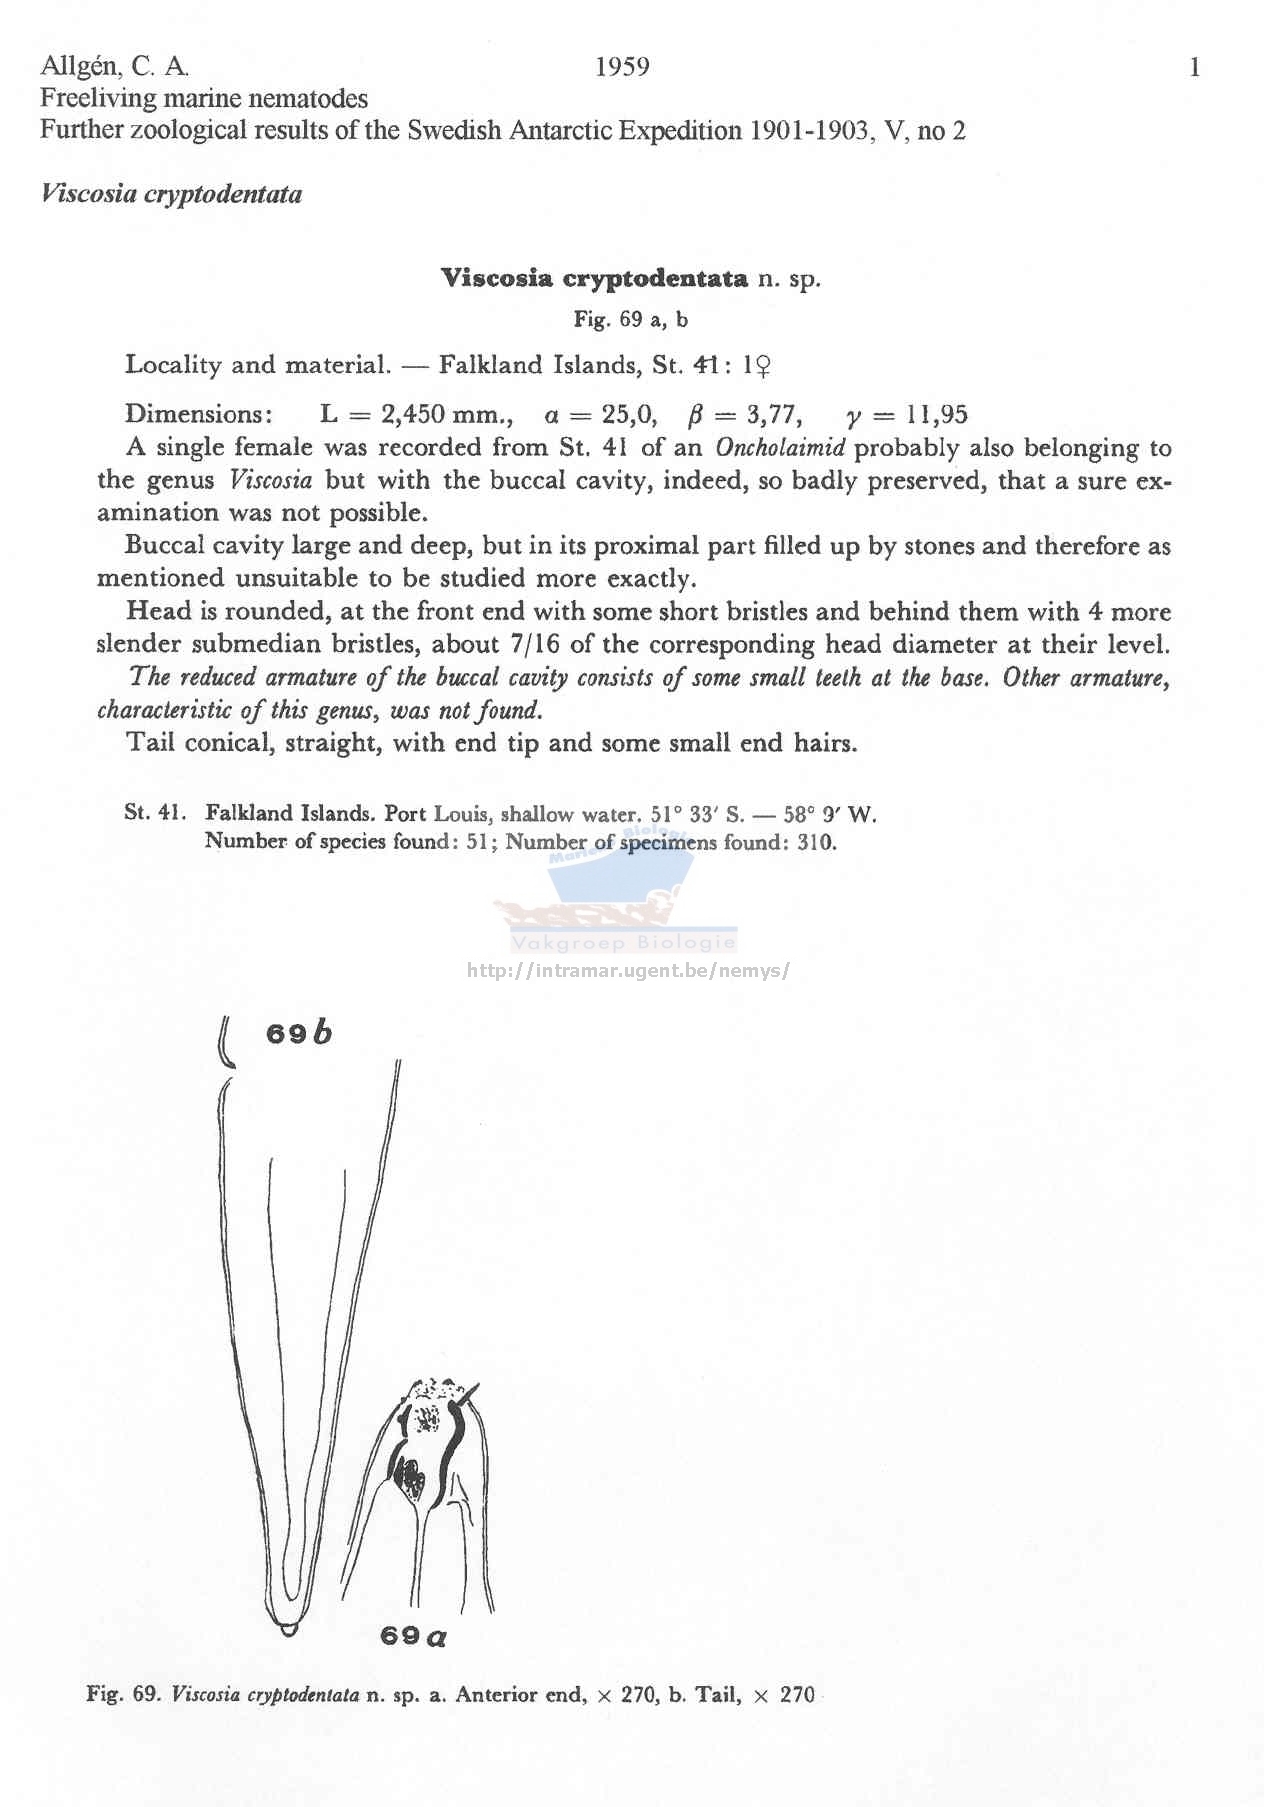 Allgén, C. A. 1959 1
Freeliving marine nematodes
Further zoological results of the Swedish Antarctic Expedition 1901-1903, V, no 2
Viscosia cryptodentata
Viscosia cryptodentata n. sp.
Fig. 69 a, b
Locality and material. — Falkland Islands, St. 41 : 1♀
Dimensions: L = 2,450 mm., α = 25,0, β = 3,77, γ = 11,95
A single female was recorded from St. 41 of an Oncholaimid probably also belonging to
the genus Viscosia but with the buccal cavity, indeed, so badly preserved, that a sure ex-
amination was not possible.
Buccal cavity large and deep, but in its proximal part filled up by stones and therefore as
mentioned unsuitable to be studied more exactly.
Head is rounded, at the front end with some short bristles and behind them with 4 more
slender submedian bristles, about 7/16 of the corresponding head diameter at their level.
The reduced armature of the buccal cavity consists of some small teeth at the base. Other armature,
characteristic of this genus, was not found.
Tail conical, straight, with end tip and some small end hairs.
St. 41. Falkland Islands. Port Louis, shallow water. 51° 33′ S. — 58° 9′ W.
Number of species found: 51; Number of specimens found: 310.
Mariene Biologie
Vakgroep Biologie
http://intramar.ugent.be/nemys/
69 b
69 a
Fig. 69. Viscosia cryptodentata n. sp. a. Anterior end, × 270, b. Tail, × 270